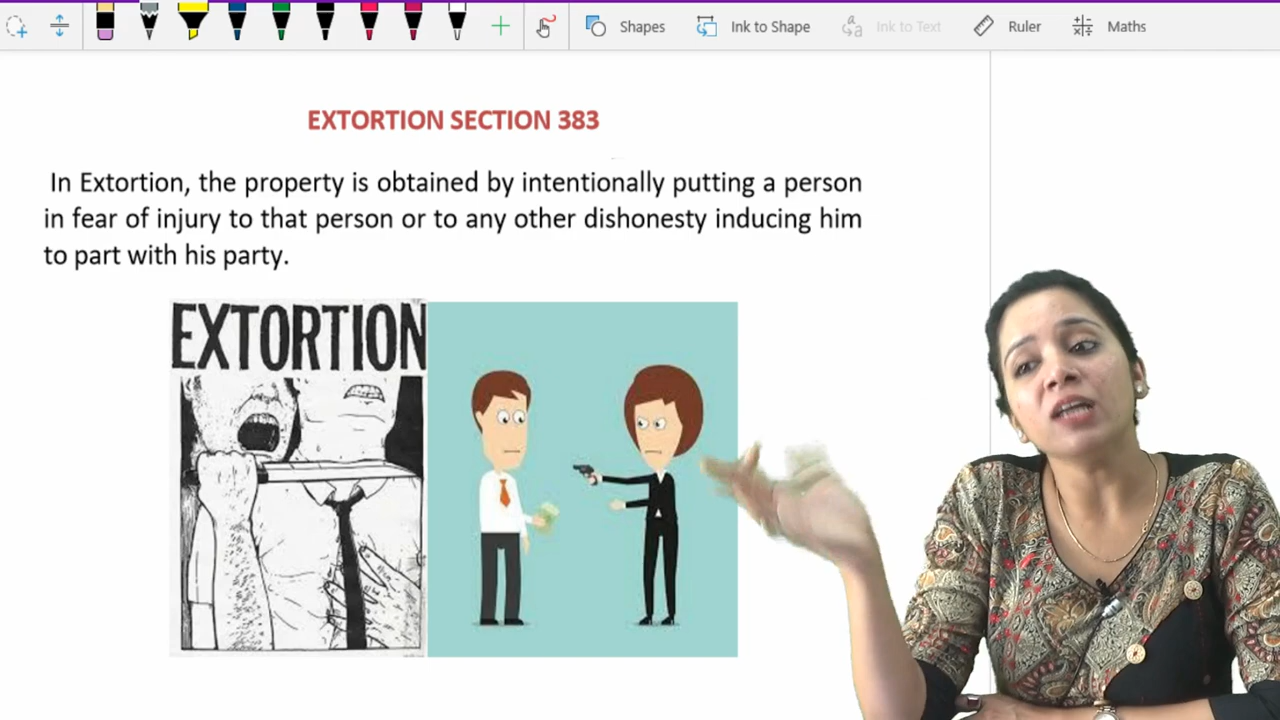 Shapes Ink to Shape Ink to Text Ruler Maths
EXTORTION SECTION 383
In Extortion, the property is obtained by intentionally putting a person
in fear of injury to that person or to any other dishonesty inducing him
to part with his party.
EXTORTION